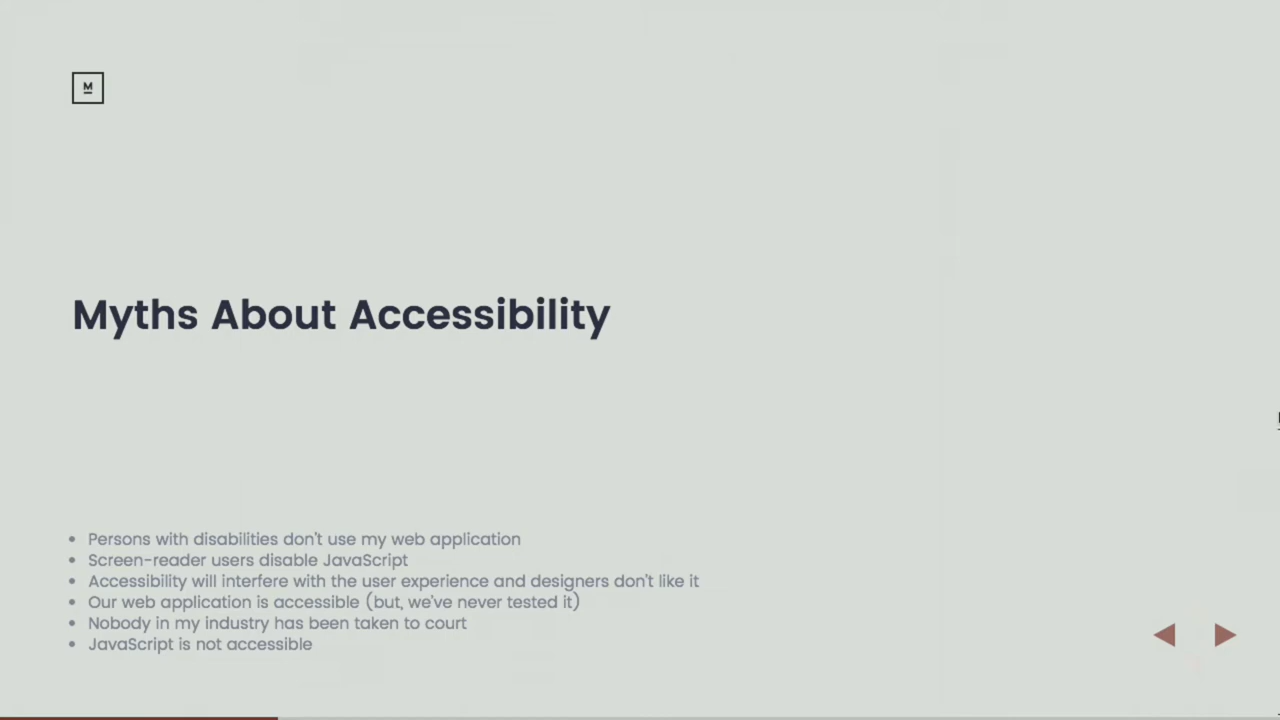 M
Myths About Accessibility
Persons with disabilities don't use my web application
Screen-reader users disable JavaScript
Accessibility will interfere with the user experience and designers don't like it
Our web application is accessible (but, we've never tested it)
Nobody in my industry has been taken to court
JavaScript is not accessible